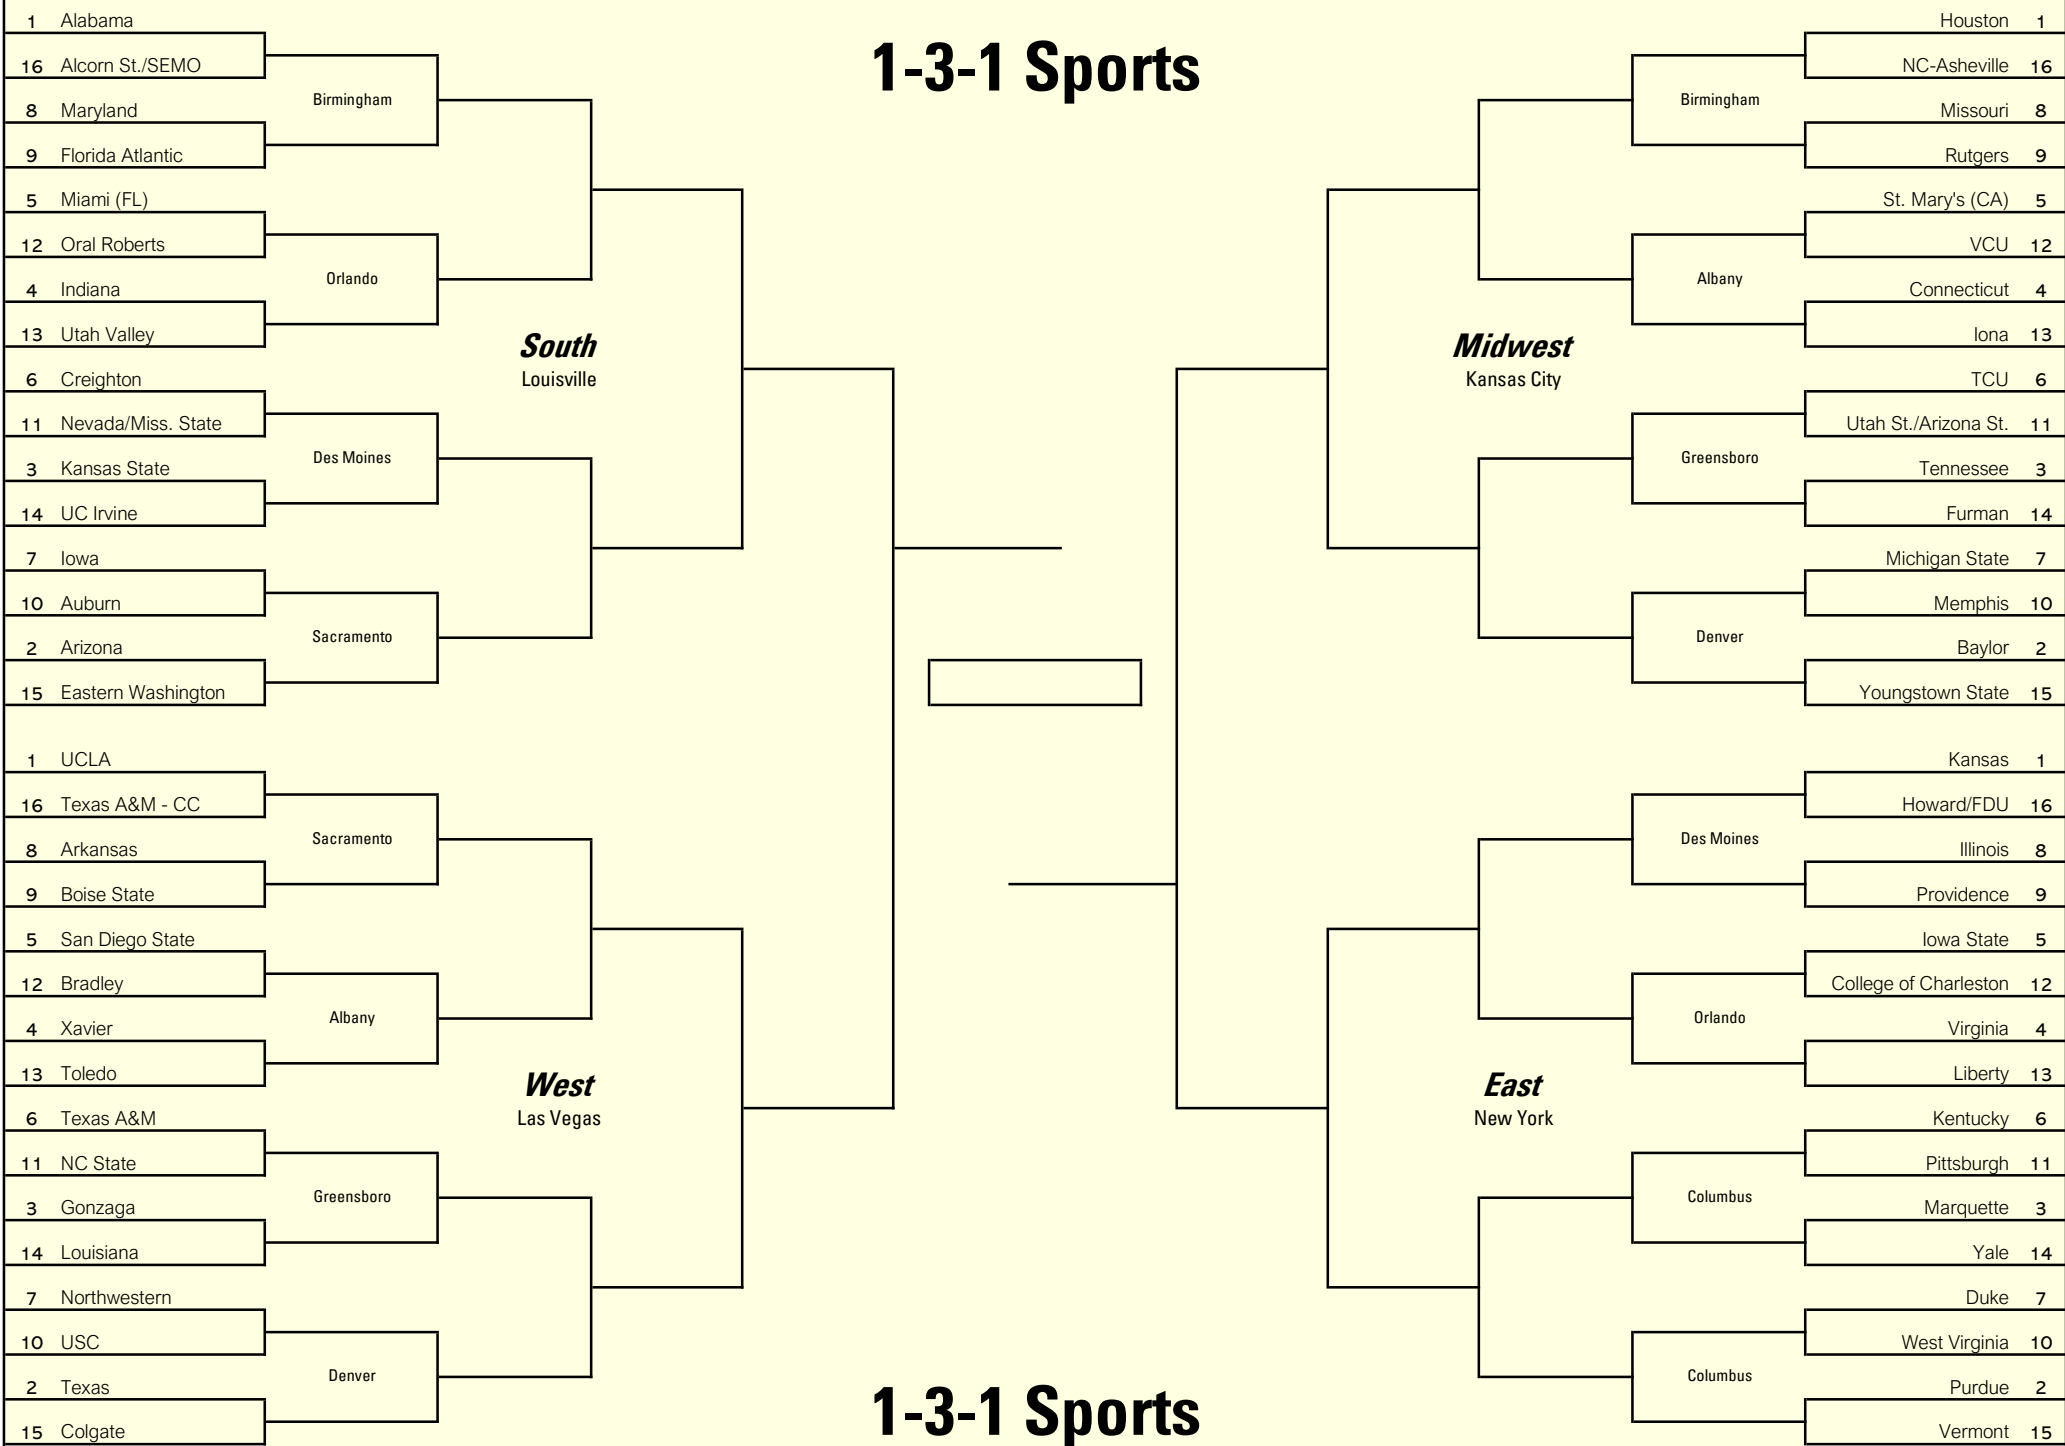 1-3-1 Sports
1 Alabama
16 Alcorn St./SEMO
Birmingham
8 Maryland
9 Florida Atlantic
5 Miami (FL)
12 Oral Roberts
Orlando
4 Indiana
13 Utah Valley
South
Louisville
6 Creighton
11 Nevada/Miss. State
Des Moines
3 Kansas State
14 UC Irvine
7 Iowa
10 Auburn
Sacramento
2 Arizona
15 Eastern Washington
1 UCLA
16 Texas A&M - CC
Sacramento
8 Arkansas
9 Boise State
5 San Diego State
12 Bradley
Albany
4 Xavier
13 Toledo
West
Las Vegas
6 Texas A&M
11 NC State
Greensboro
3 Gonzaga
14 Louisiana
7 Northwestern
10 USC
Denver
2 Texas
15 Colgate
Houston 1
NC-Asheville 16
Birmingham
Missouri 8
Rutgers 9
St. Mary's (CA) 5
VCU 12
Albany
Connecticut 4
Iona 13
Midwest
Kansas City
TCU 6
Utah St./Arizona St. 11
Greensboro
Tennessee 3
Furman 14
Michigan State 7
Memphis 10
Denver
Baylor 2
Youngstown State 15
Kansas 1
Howard/FDU 16
Des Moines
Illinois 8
Providence 9
Iowa State 5
College of Charleston 12
Orlando
Virginia 4
Liberty 13
East
New York
Kentucky 6
Pittsburgh 11
Columbus
Marquette 3
Yale 14
Duke 7
West Virginia 10
Columbus
Purdue 2
Vermont 15
1-3-1 Sports